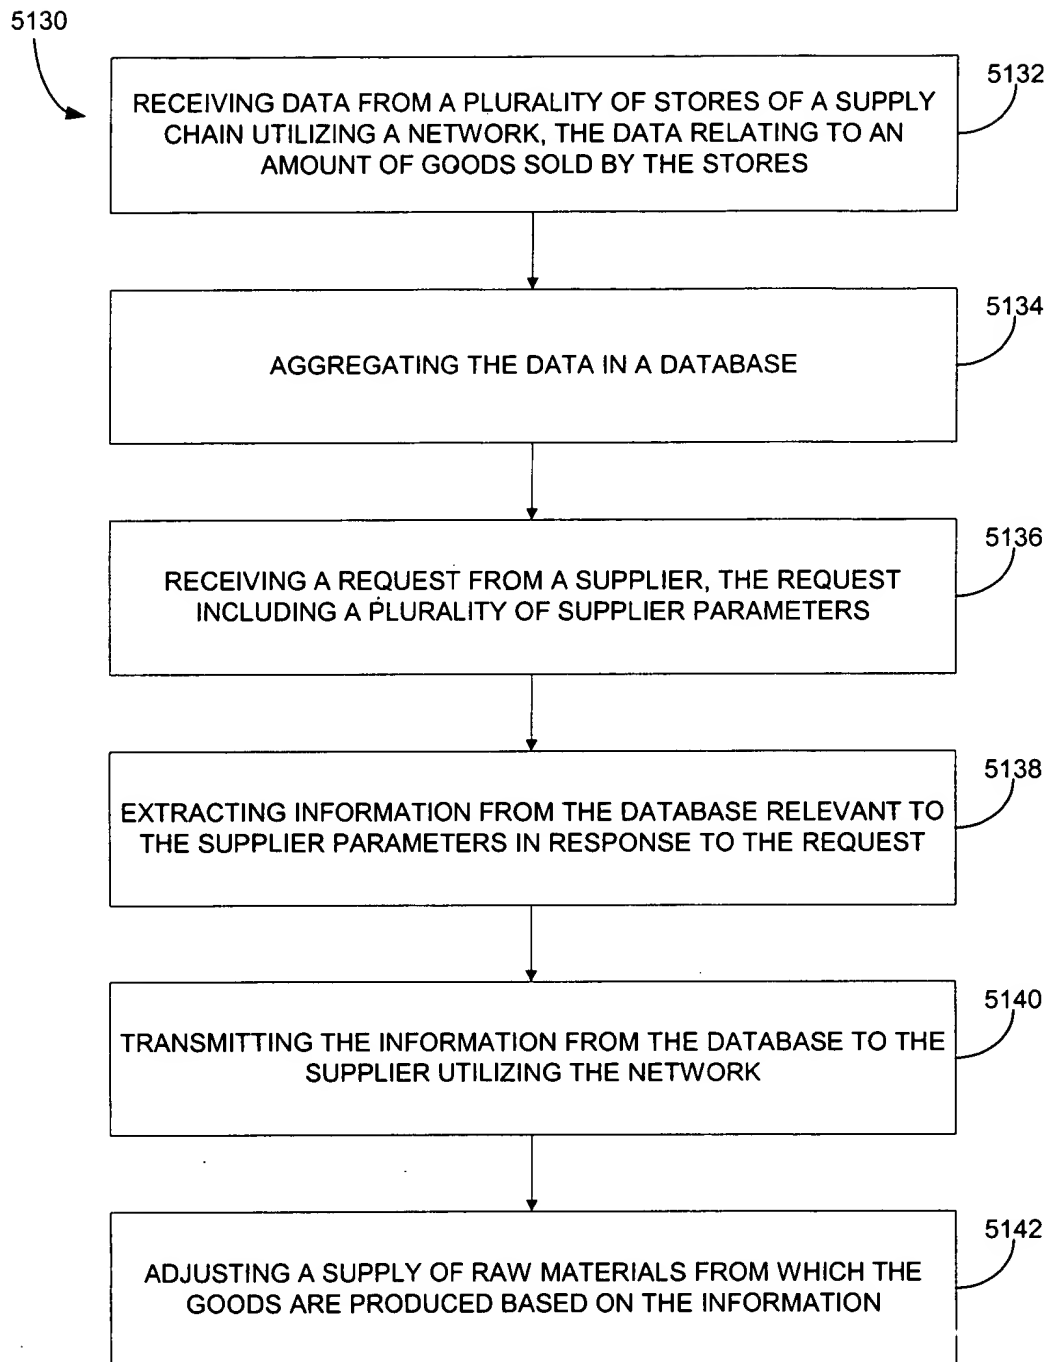 5130
5132
RECEIVING DATA FROM A PLURALITY OF STORES OF A SUPPLY
CHAIN UTILIZING A NETWORK, THE DATA RELATING TO AN
AMOUNT OF GOODS SOLD BY THE STORES
5134
AGGREGATING THE DATA IN A DATABASE
5136
RECEIVING A REQUEST FROM A SUPPLIER, THE REQUEST
INCLUDING A PLURALITY OF SUPPLIER PARAMETERS
5138
EXTRACTING INFORMATION FROM THE DATABASE RELEVANT TO
THE SUPPLIER PARAMETERS IN RESPONSE TO THE REQUEST
5140
TRANSMITTING THE INFORMATION FROM THE DATABASE TO THE
SUPPLIER UTILIZING THE NETWORK
5142
ADJUSTING A SUPPLY OF RAW MATERIALS FROM WHICH THE
GOODS ARE PRODUCED BASED ON THE INFORMATION